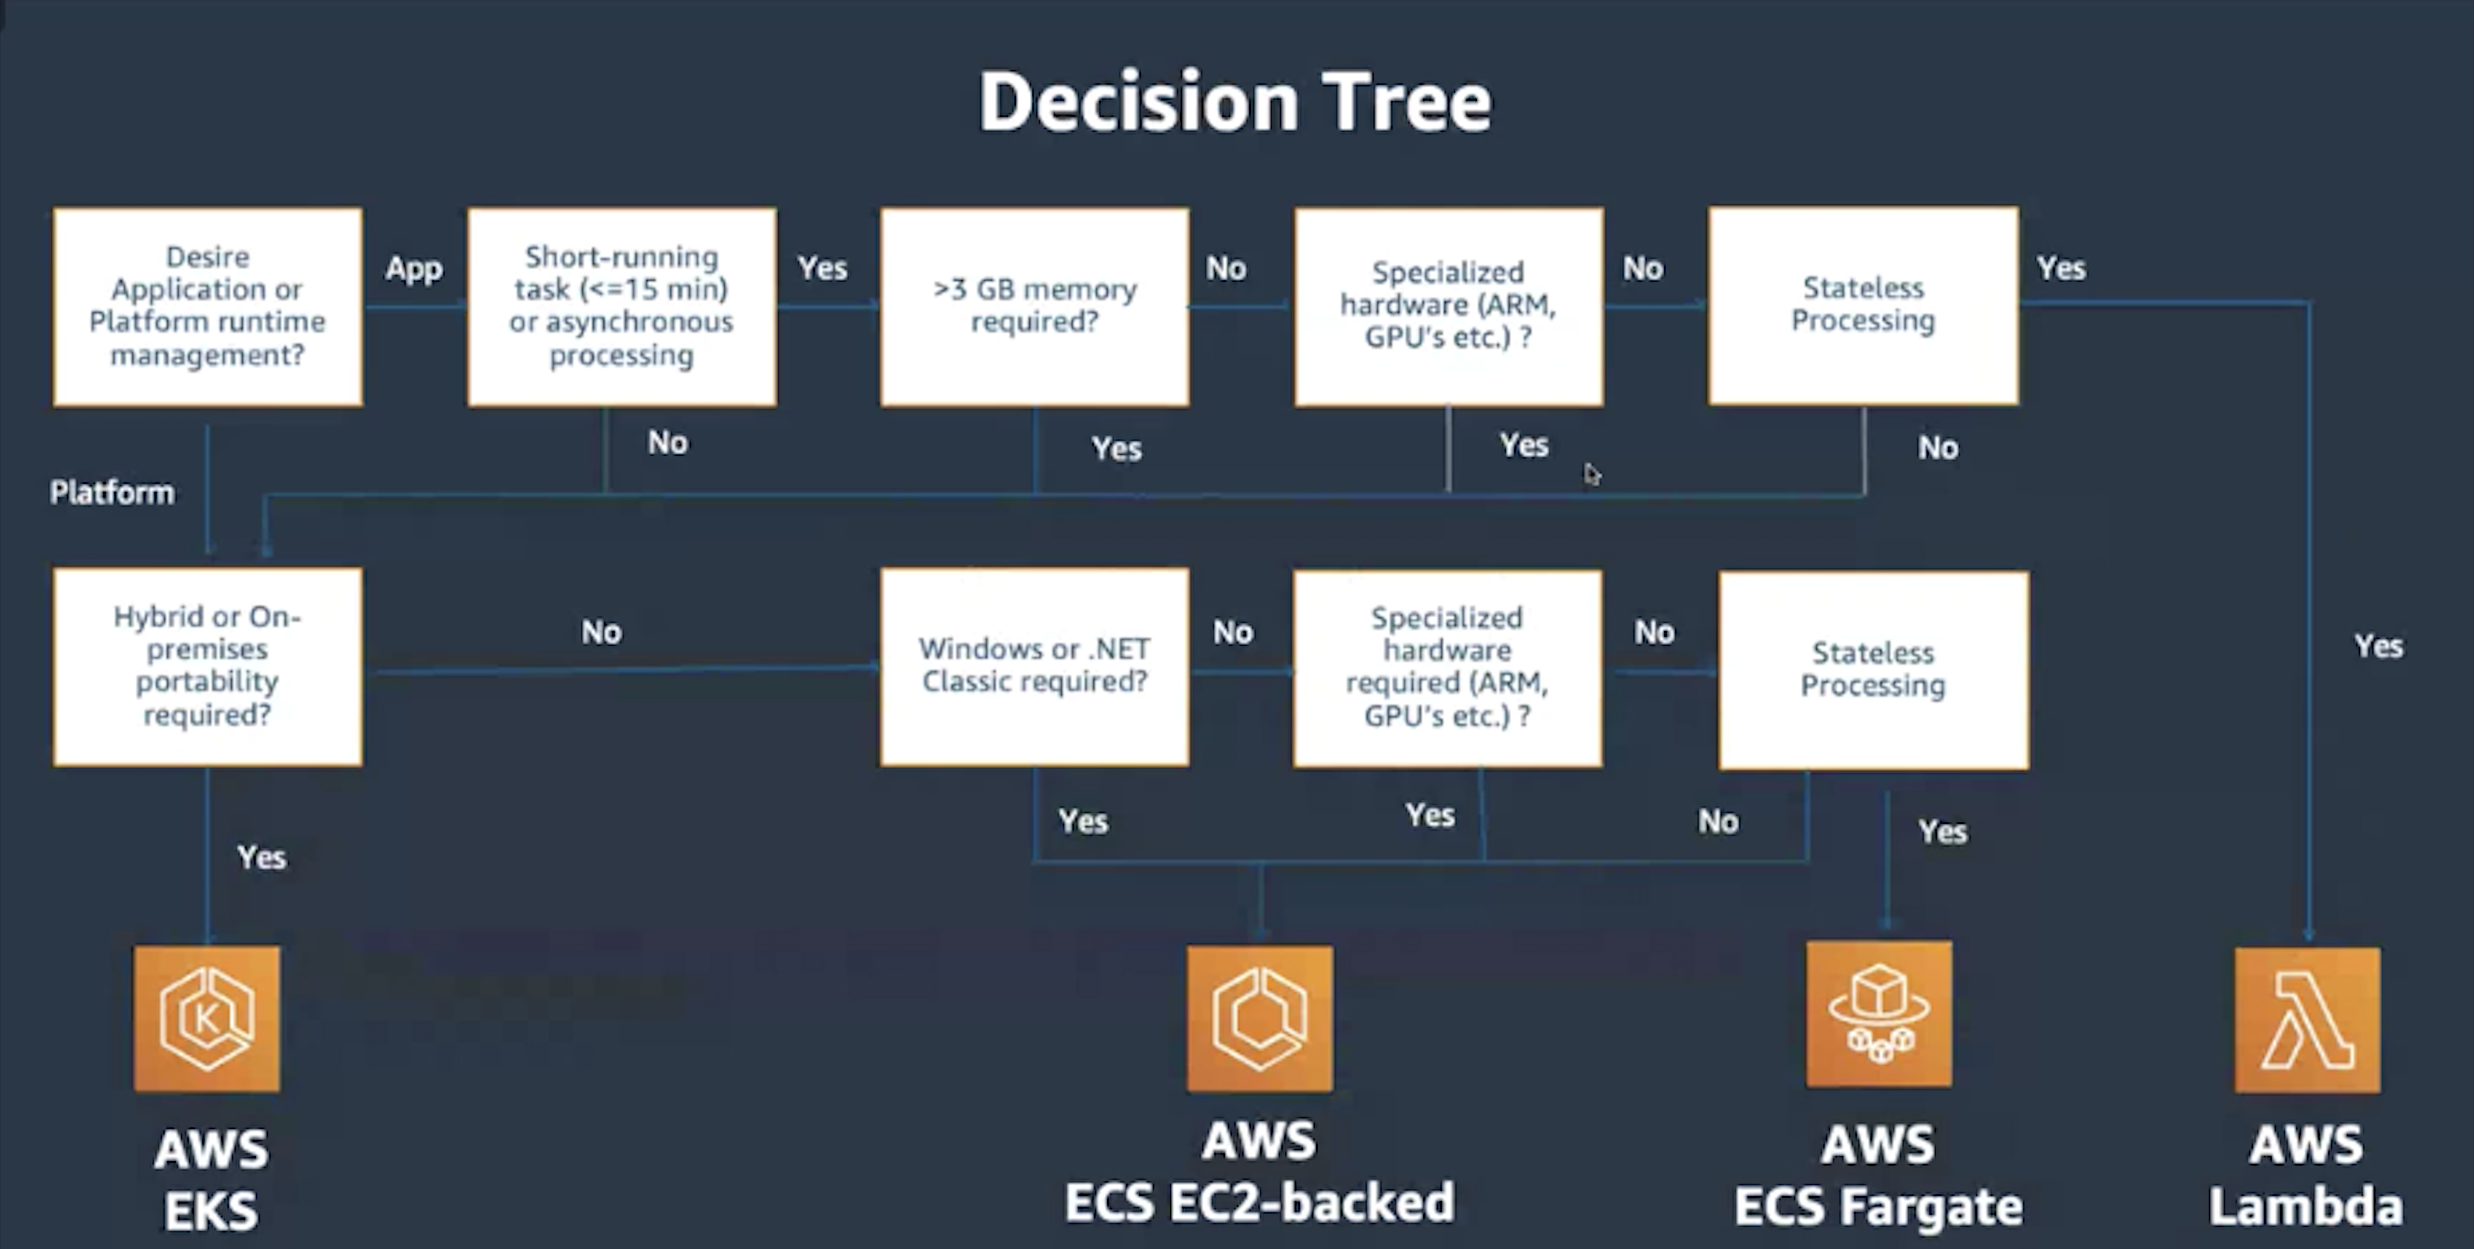 Decision Tree
Desire
Application or
Platform runtime
management?
App
Short-running
task (<=15 min)
or asynchronous
processing
Yes
>3 GB memory
required?
No
Specialized
hardware (ARM,
GPU's etc.) ?
No
Stateless
Processing
Yes
Platform
No
Yes
Yes
No
Hybrid or On-
premises
portability
required?
No
Windows or .NET
Classic required?
No
Specialized
hardware
required (ARM,
GPU's etc.) ?
No
Stateless
Processing
Yes
Yes
Yes
Yes
No
Yes
AWS
EKS
AWS
ECS EC2-backed
AWS
ECS Fargate
AWS
Lambda